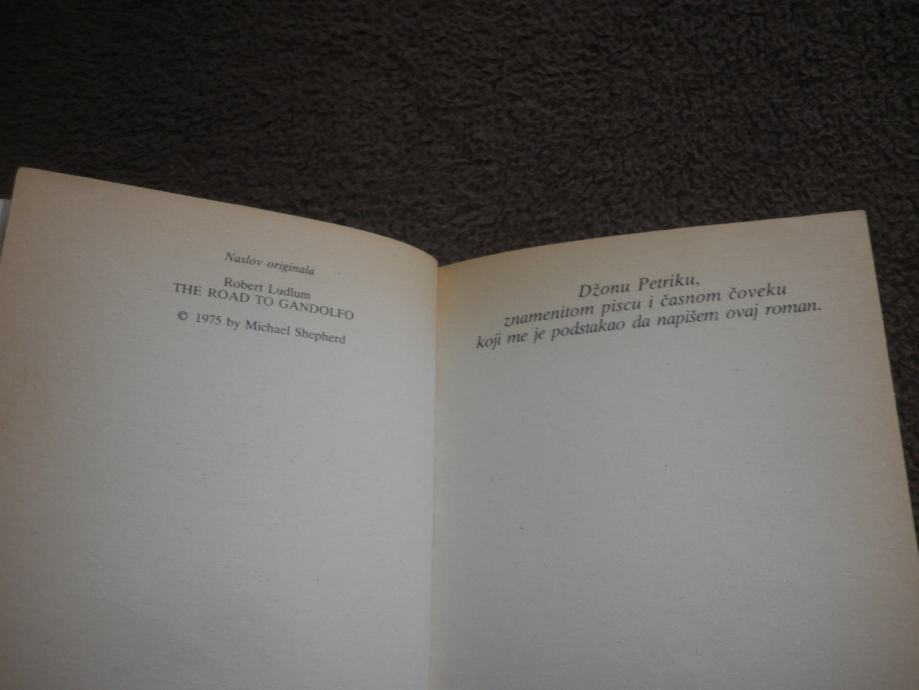 Naslov originala
Robert Ludlum
THE ROAD TO GANDOLFO
© 1975 by Michael Shepherd
Džonu Petriku,
znamenitom piscu i časnom čoveku
koji me je podstakao da napišem ovaj roman.